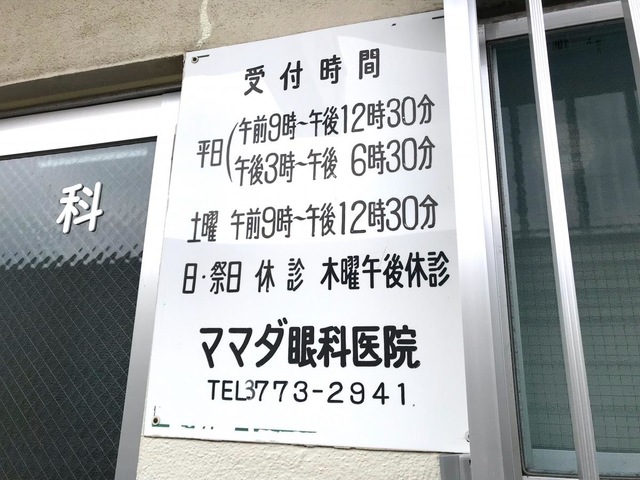 受付時間
平日(午前9時~午後12時30分
午後3時~午後 6時30分
土曜 午前9時~午後12時30分
日・祭日 休診 木曜午後休診
ママダ眼科医院
TEL3773-2941
科